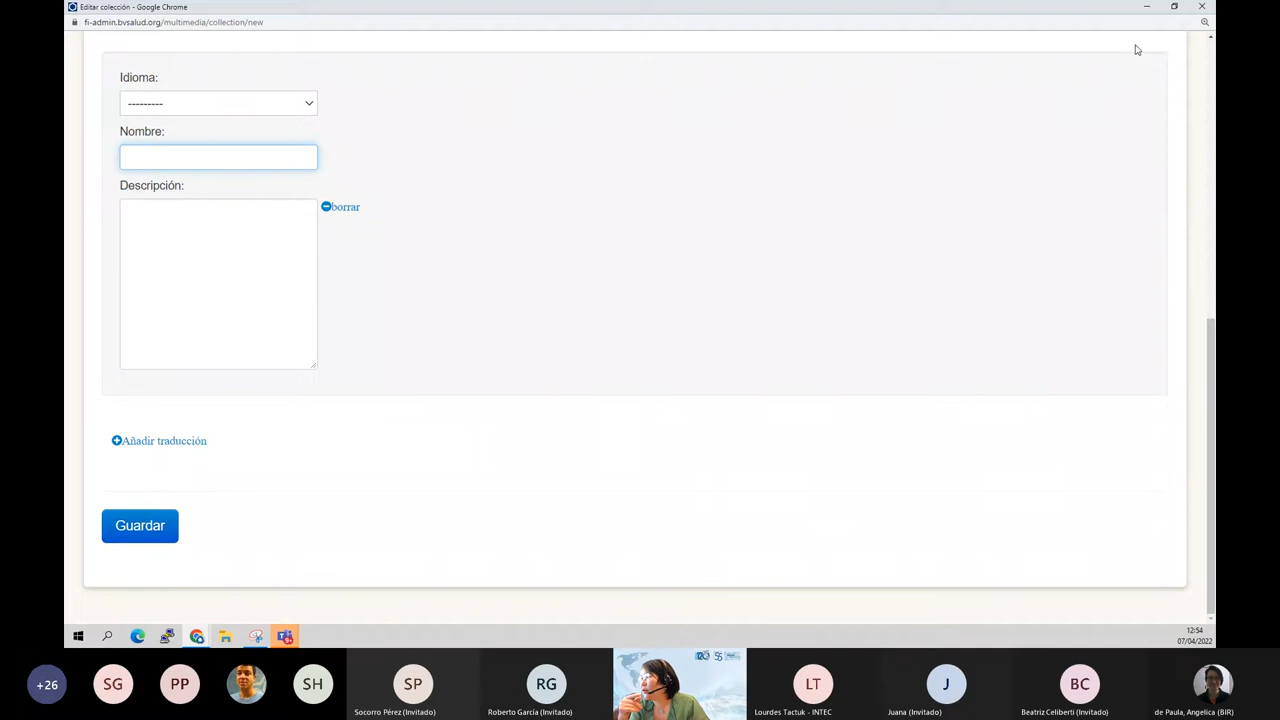 Editar colección - Google Chrome
fi-admin.bvsalud.org/multimedia/collection/new
Idioma:
---------
Nombre:
Descripción:
borrar
Añadir traducción
Guardar
12:54
07/04/2022
+26
SG
PP
SH
SP
Socorro Pérez (Invitado)
RG
Roberto García (Invitado)
120 55
LT
Lourdes Tactuk - INTEC
J
Juana (Invitado)
BC
Beatriz Celiberti (Invitado)
de Paula, Angelica (BIR)